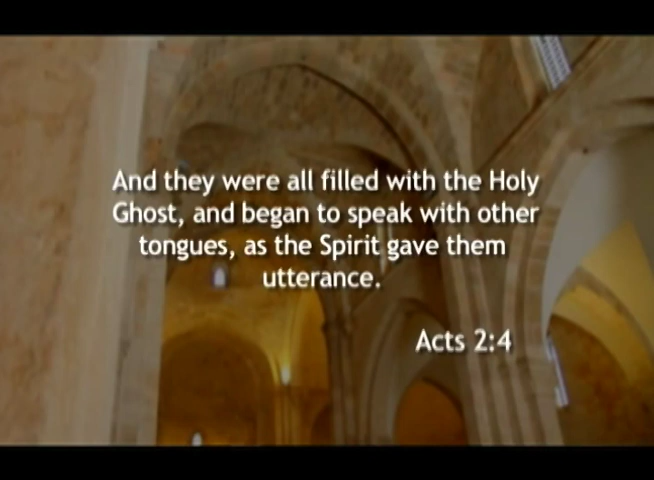 And they were all filled with the Holy
Ghost, and began to speak with other
tongues, as the Spirit gave them
utterance.
Acts 2:4